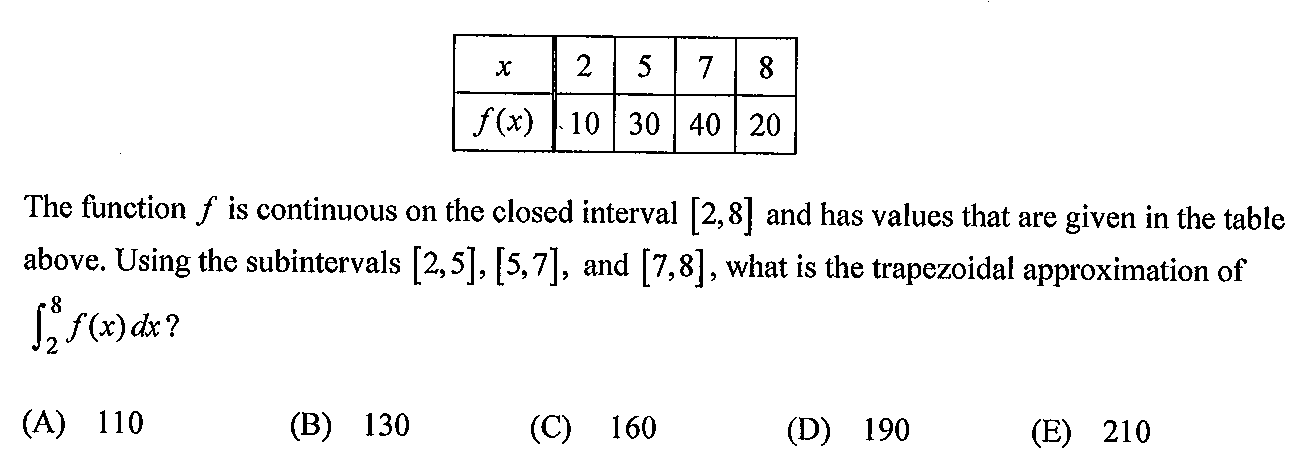 x 2 5 7 8
f(x) 10 30 40 20
The function f is continuous on the closed interval [2,8] and has values that are given in the table
above. Using the subintervals [2,5], [5,7], and [7,8], what is the trapezoidal approximation of
∫₂⁸ f(x) dx?
(A) 110 (B) 130 (C) 160 (D) 190 (E) 210